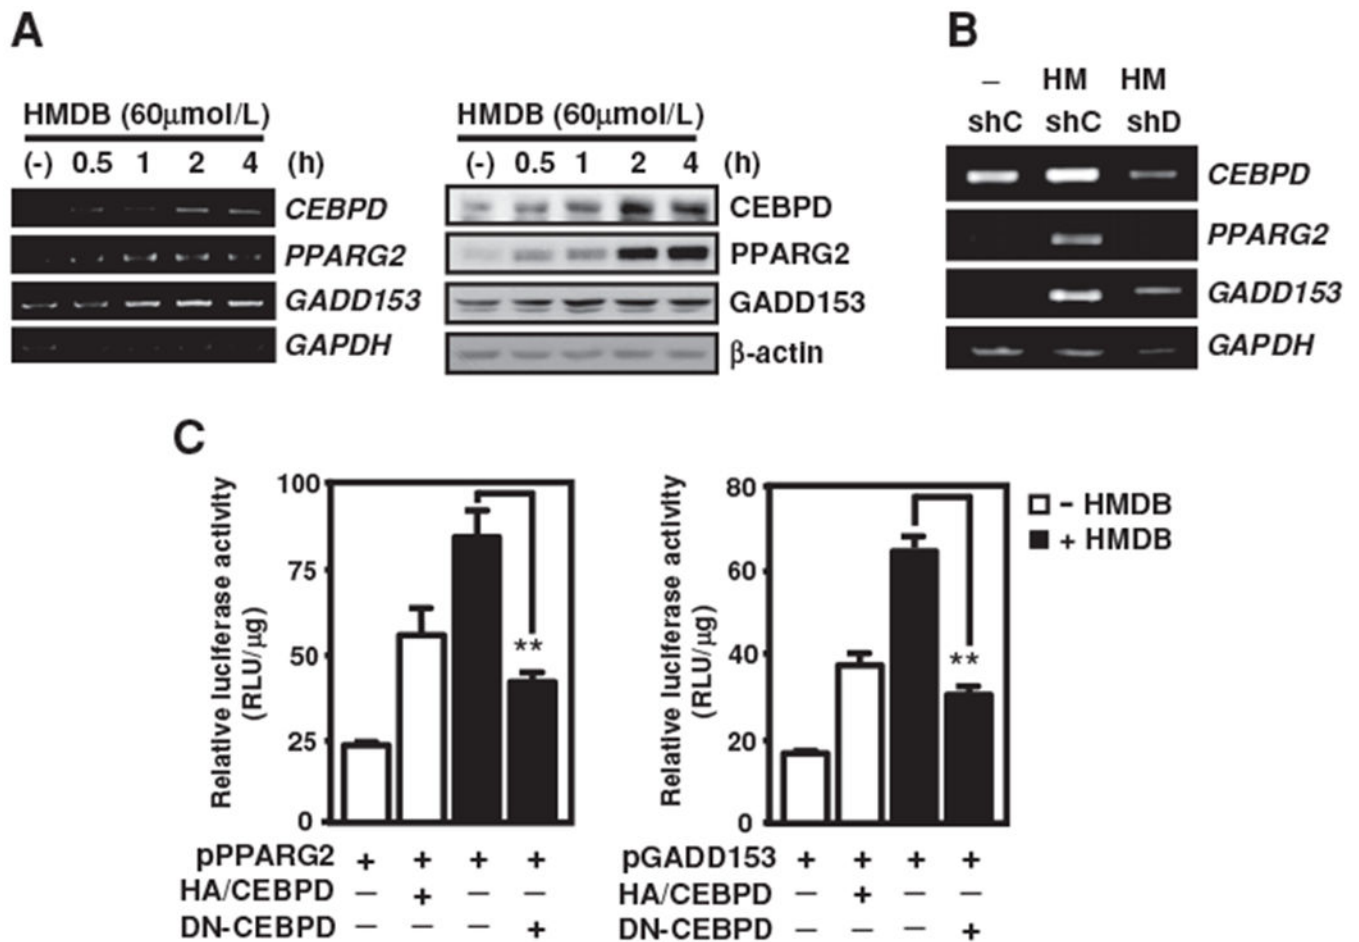 A
HMDB (60μmol/L)
(-) 0.5 1 2 4 (h)
CEBPD
PPARG2
GADD153
GAPDH
HMDB (60μmol/L)
(-) 0.5 1 2 4 (h)
CEBPD
PPARG2
GADD153
β-actin
B
– HM HM
shC shC shD
CEBPD
PPARG2
GADD153
GAPDH
C
Relative luciferase activity
(RLU/μg)
100
75
50
25
0
**
pPPARG2 + + + +
HA/CEBPD – + – –
DN-CEBPD – – – +
Relative luciferase activity
(RLU/μg)
80
60
40
20
0
**
pGADD153 + + + +
HA/CEBPD – + – –
DN-CEBPD – – – +
- HMDB
+ HMDB